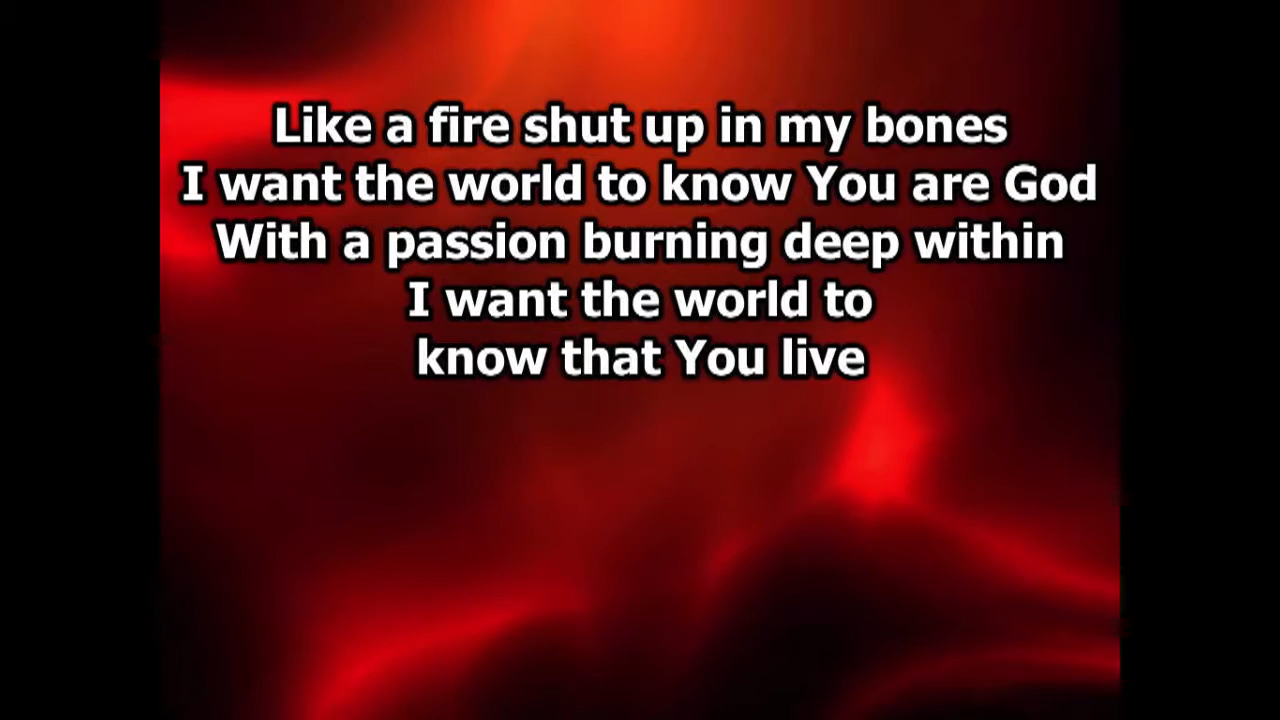 Like a fire shut up in my bones
I want the world to know You are God
With a passion burning deep within
I want the world to
know that You live